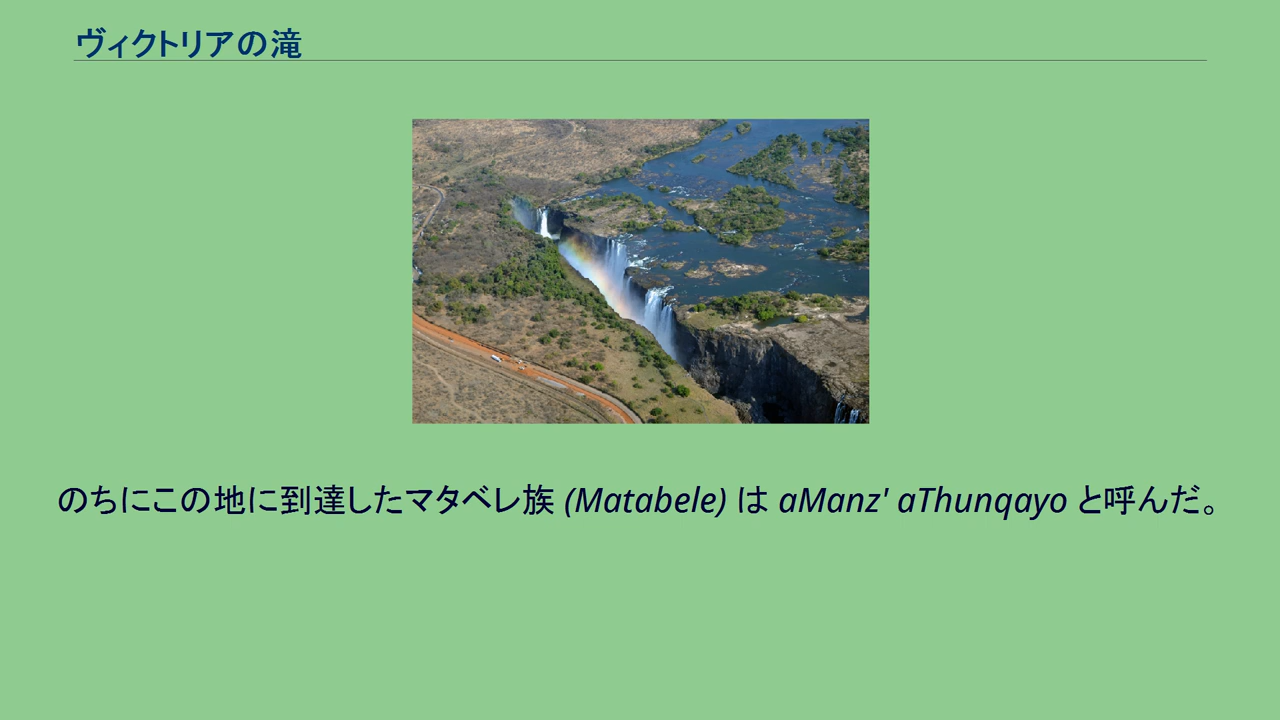 ヴィクトリアの滝
のちにこの地に到達したマタベレ族 (Matabele) は aManz' aThunqayo と呼んだ。